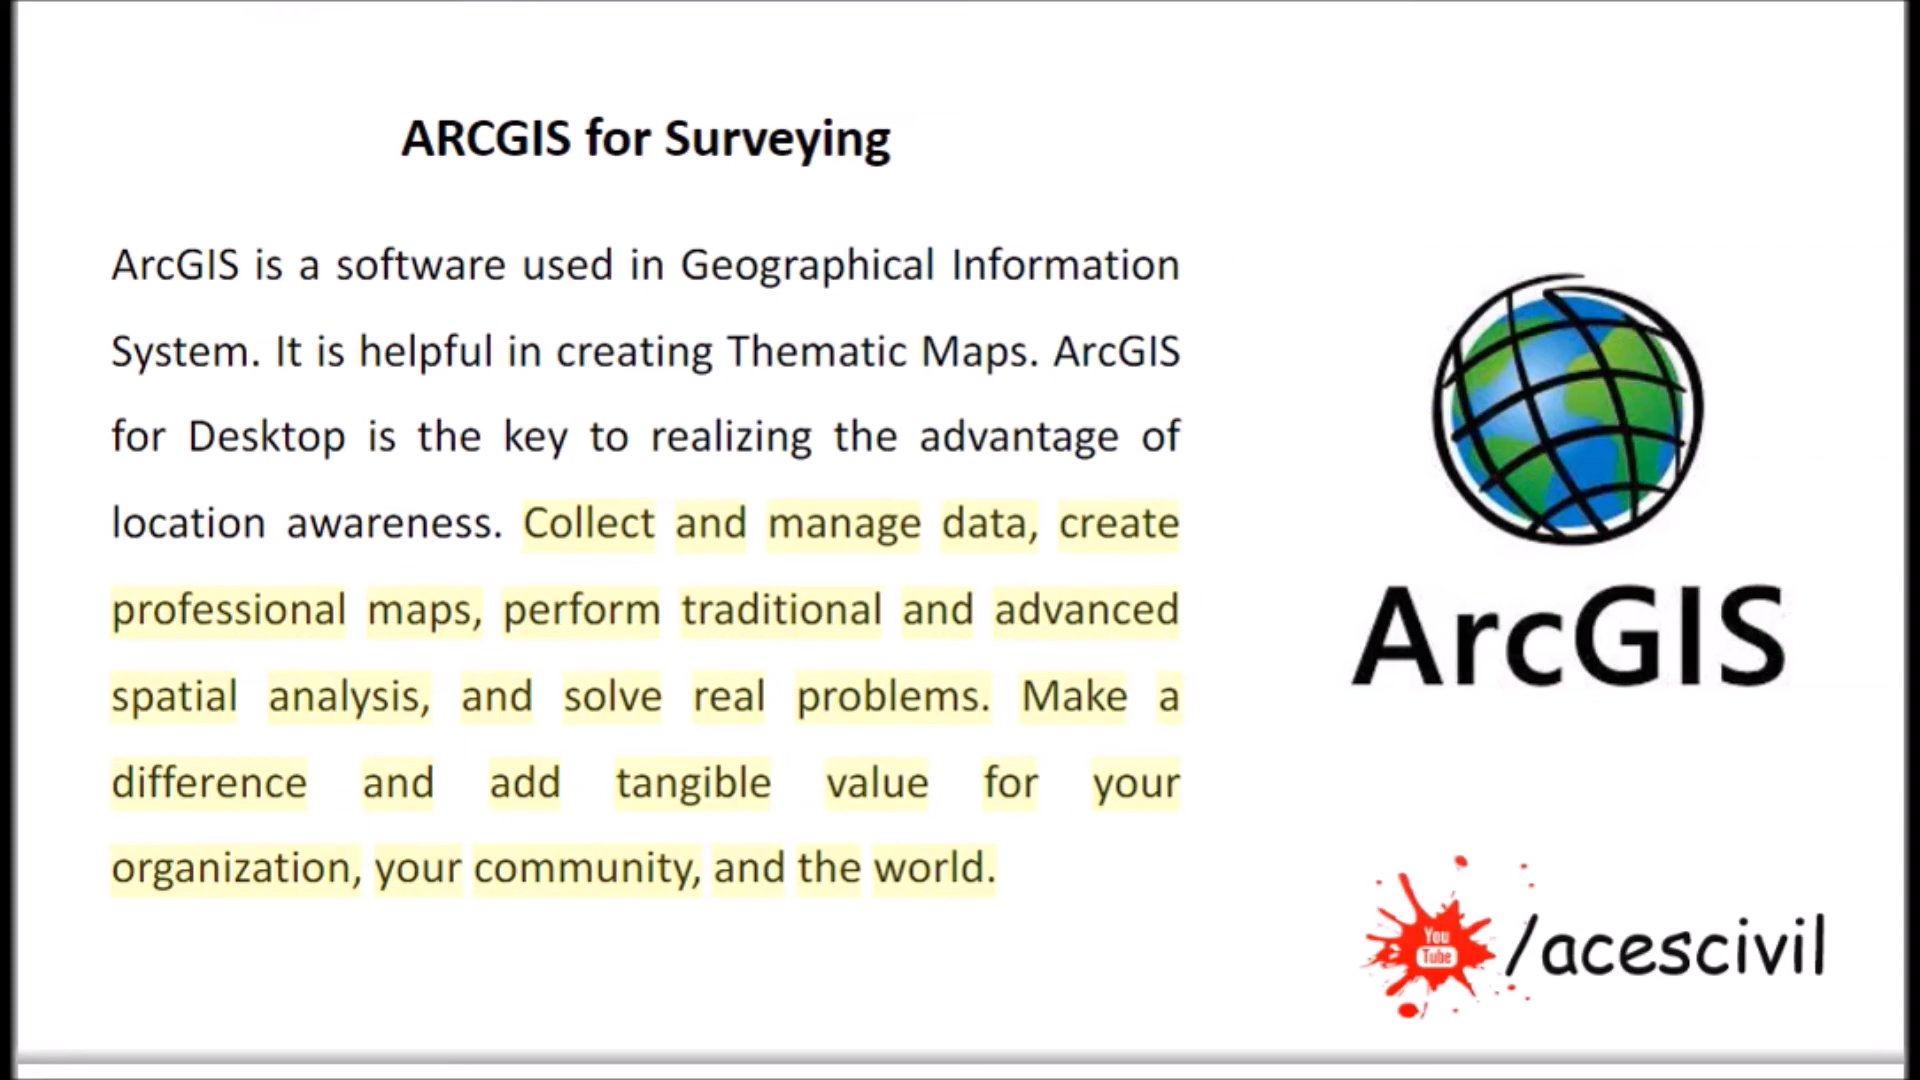 ARCGIS for Surveying
ArcGIS is a software used in Geographical Information
System. It is helpful in creating Thematic Maps. ArcGIS
for Desktop is the key to realizing the advantage of
location awareness. Collect and manage data, create
professional maps, perform traditional and advanced
spatial analysis, and solve real problems. Make a
difference and add tangible value for your
organization, your community, and the world.
ArcGIS
You
Tube
/acescivil